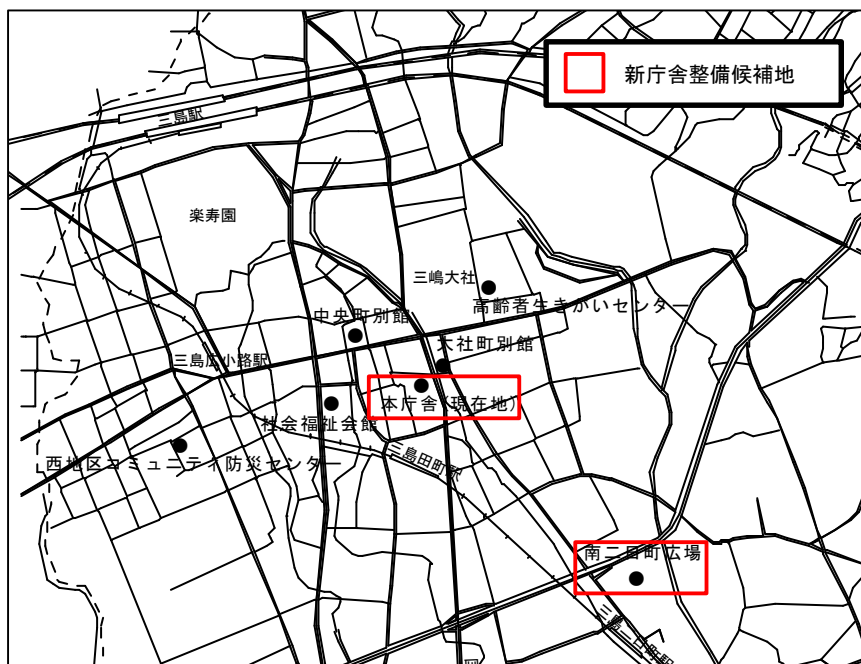 新庁舎整備候補地
三島駅
楽寿園
三嶋大社
高齢者生きがいセンター
中央町別館
大社町別館
三島広小路駅
本庁舎(現在地)
社会福祉会館
三島田町駅
西地区コミュニティ防災センター
南二日町広場
三島二日町駅